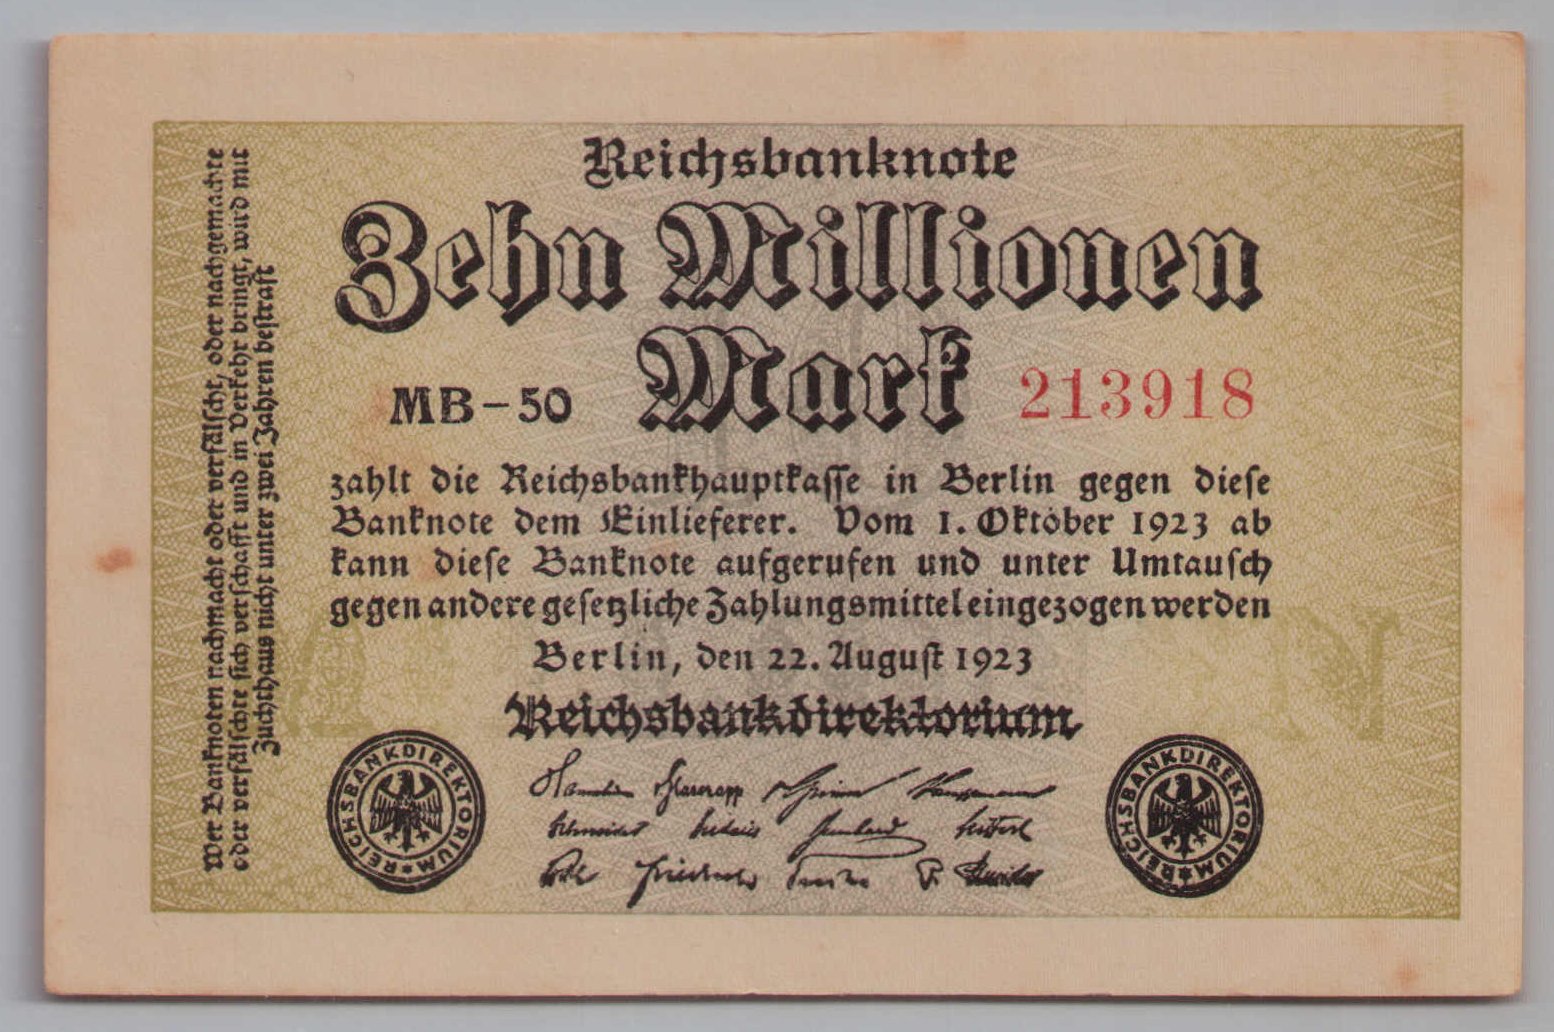 Reichsbanknote
Zehn Millionen
Mark
MB-50
213918
zahlt die Reichsbankhauptkasse in Berlin gegen diese
Banknote dem Einlieferer. Vom 1. Oktober 1923 ab
kann diese Banknote aufgerufen und unter Umtausch
gegen andere gesetzliche Zahlungsmittel eingezogen werden
Berlin, den 22. August 1923
Reichsbankdirektorium
REICHSBANKDIREKTORIUM
REICHSBANKDIREKTORIUM
Wer Banknoten nachmacht oder verfälscht, oder nachgemachte
oder verfälschte sich verschafft und in Verkehr bringt, wird mit
Zuchthaus nicht unter zwei Jahren bestraft